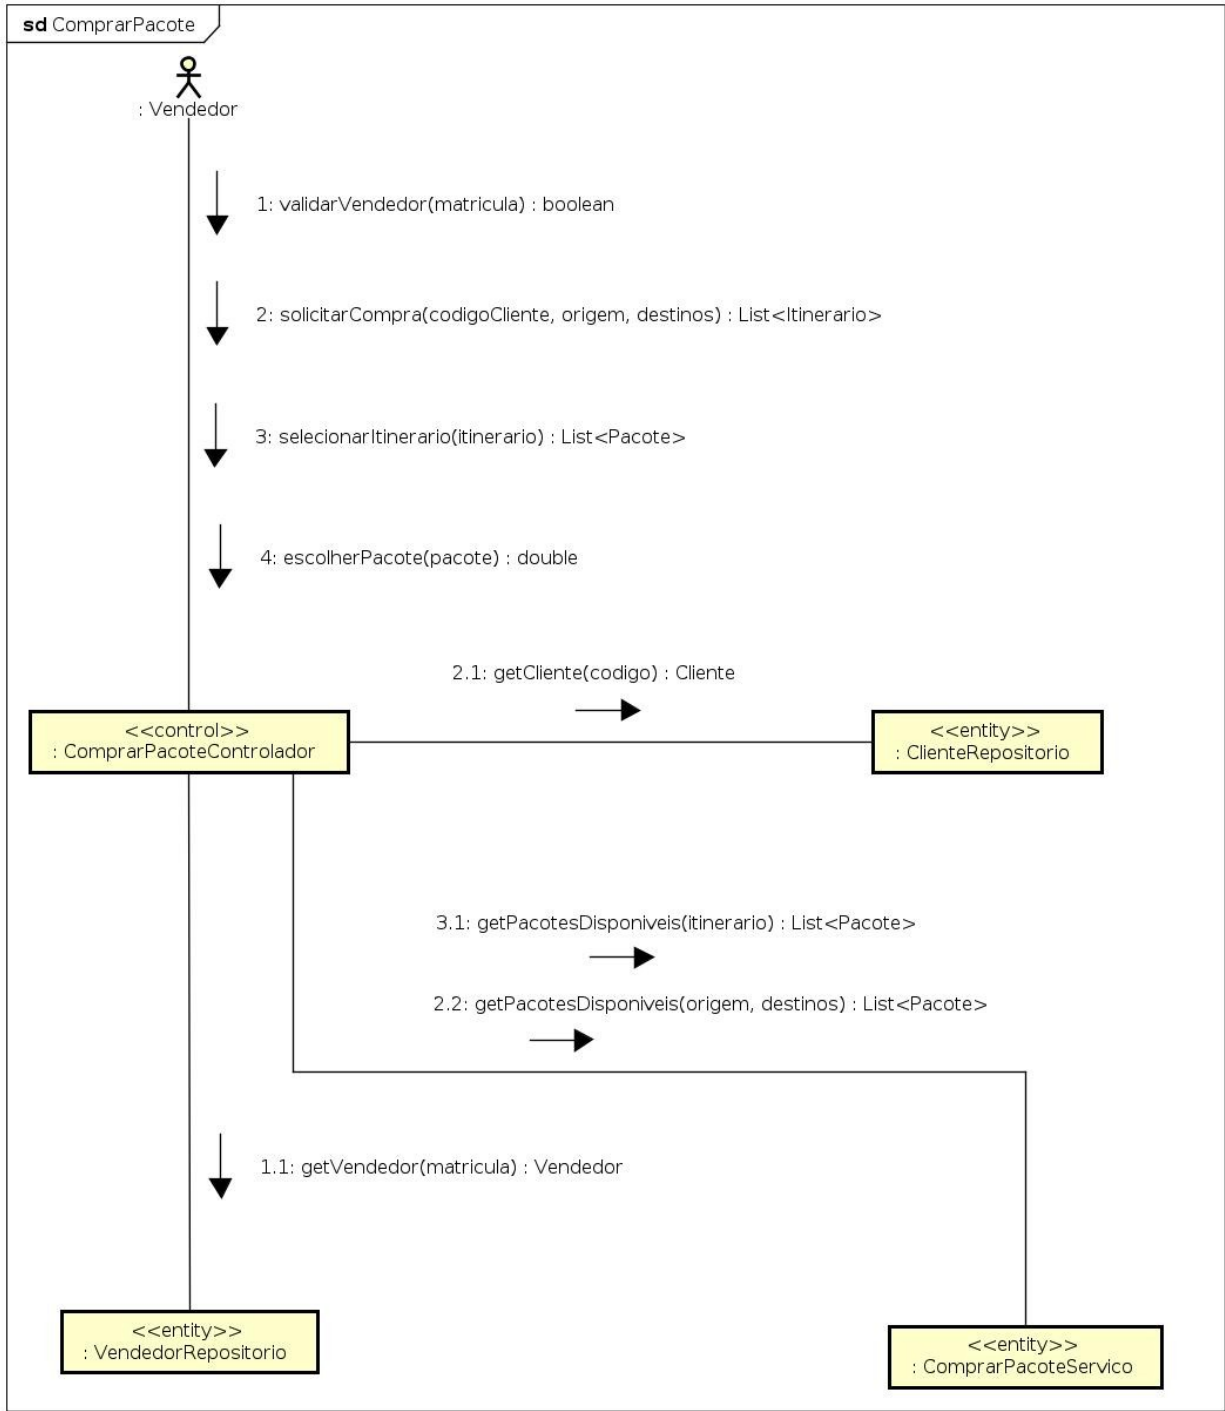 sd ComprarPacote
: Vendedor
1: validarVendedor(matricula) : boolean
2: solicitarCompra(codigoCliente, origem, destinos) : List<Itinerario>
3: selecionarItinerario(itinerario) : List<Pacote>
4: escolherPacote(pacote) : double
2.1: getCliente(codigo) : Cliente
<<control>>
: ComprarPacoteControlador
<<entity>>
: ClienteRepositorio
3.1: getPacotesDisponiveis(itinerario) : List<Pacote>
2.2: getPacotesDisponiveis(origem, destinos) : List<Pacote>
1.1: getVendedor(matricula) : Vendedor
<<entity>>
: VendedorRepositorio
<<entity>>
: ComprarPacoteServico